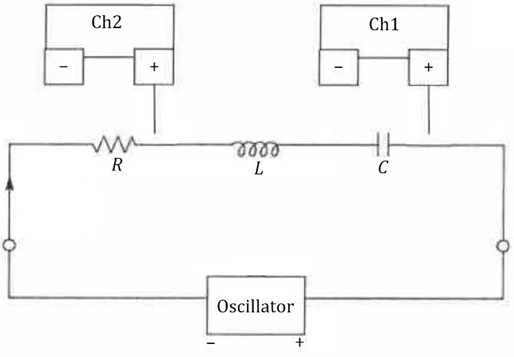 Ch2
Ch1
− +
− +
R
L
C
Oscillator
− +